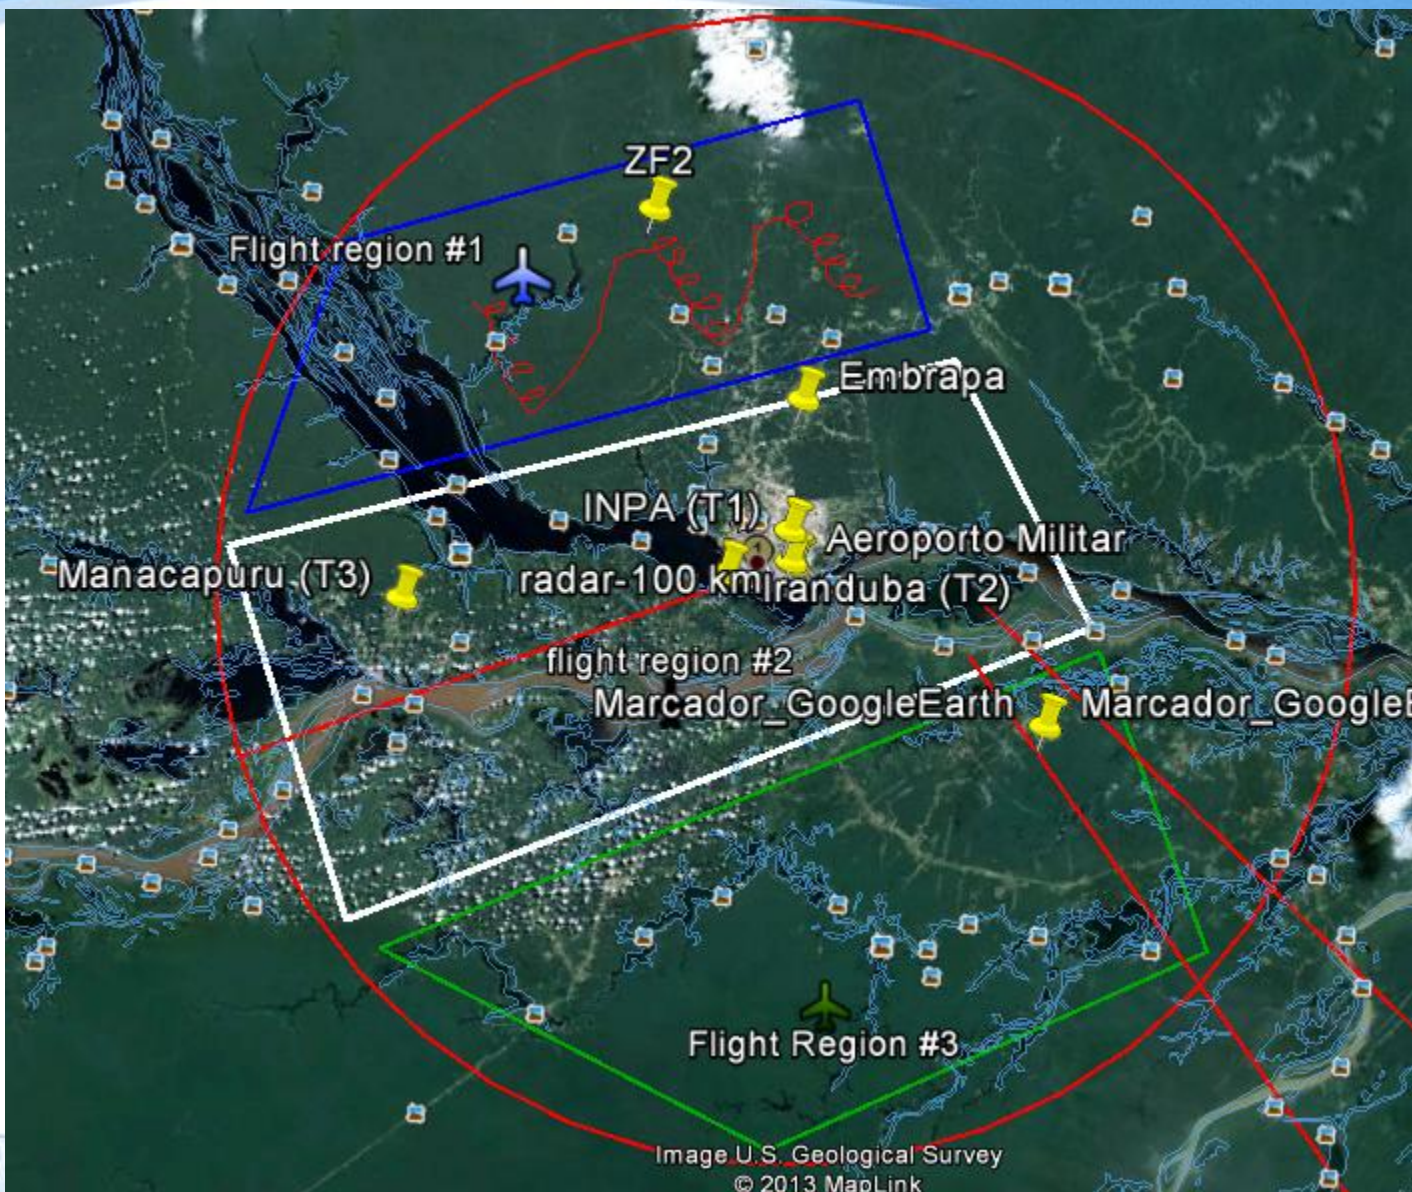 ZF2
Flight region #1
Embrapa
INPA (T1)
Aeroporto Militar
Manacapuru (T3)
radar-100 km
Iranduba (T2)
flight region #2
Marcador_GoogleEarth
Marcador_GoogleE
Flight Region #3
Image U.S. Geological Survey
© 2013 MapLink